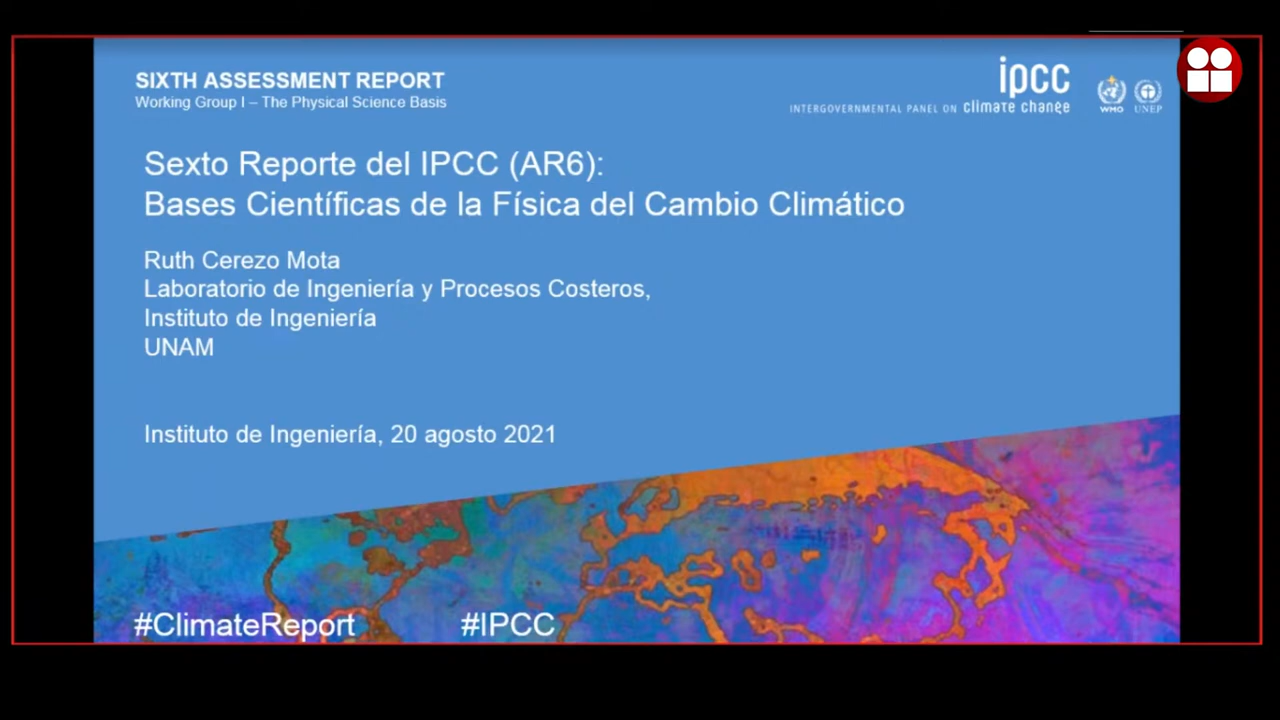 SIXTH ASSESSMENT REPORT
Working Group I – The Physical Science Basis
ipcc
INTERGOVERNMENTAL PANEL ON climate change
WMO
UNEP
Sexto Reporte del IPCC (AR6):
Bases Científicas de la Física del Cambio Climático
Ruth Cerezo Mota
Laboratorio de Ingeniería y Procesos Costeros,
Instituto de Ingeniería
UNAM
Instituto de Ingeniería, 20 agosto 2021
#ClimateReport
#IPCC